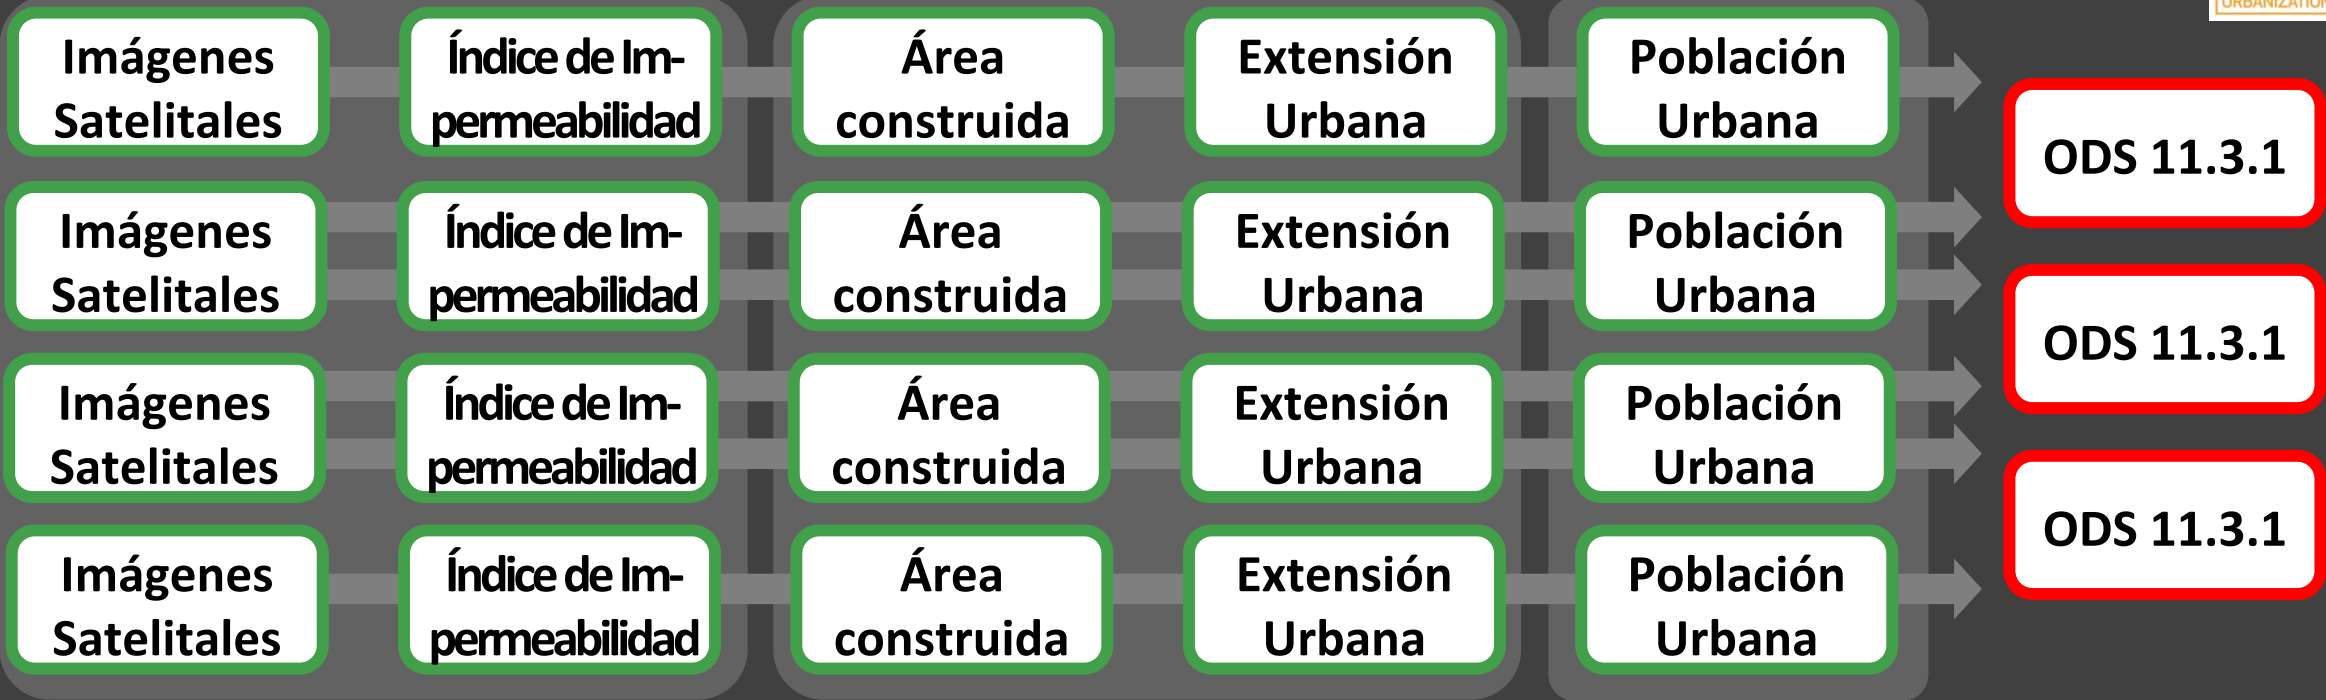 URBANIZATION
Imágenes
Satelitales
Índice de Im-
permeabilidad
Área
construida
Extensión
Urbana
Población
Urbana
ODS 11.3.1
Imágenes
Satelitales
Índice de Im-
permeabilidad
Área
construida
Extensión
Urbana
Población
Urbana
ODS 11.3.1
Imágenes
Satelitales
Índice de Im-
permeabilidad
Área
construida
Extensión
Urbana
Población
Urbana
ODS 11.3.1
Imágenes
Satelitales
Índice de Im-
permeabilidad
Área
construida
Extensión
Urbana
Población
Urbana